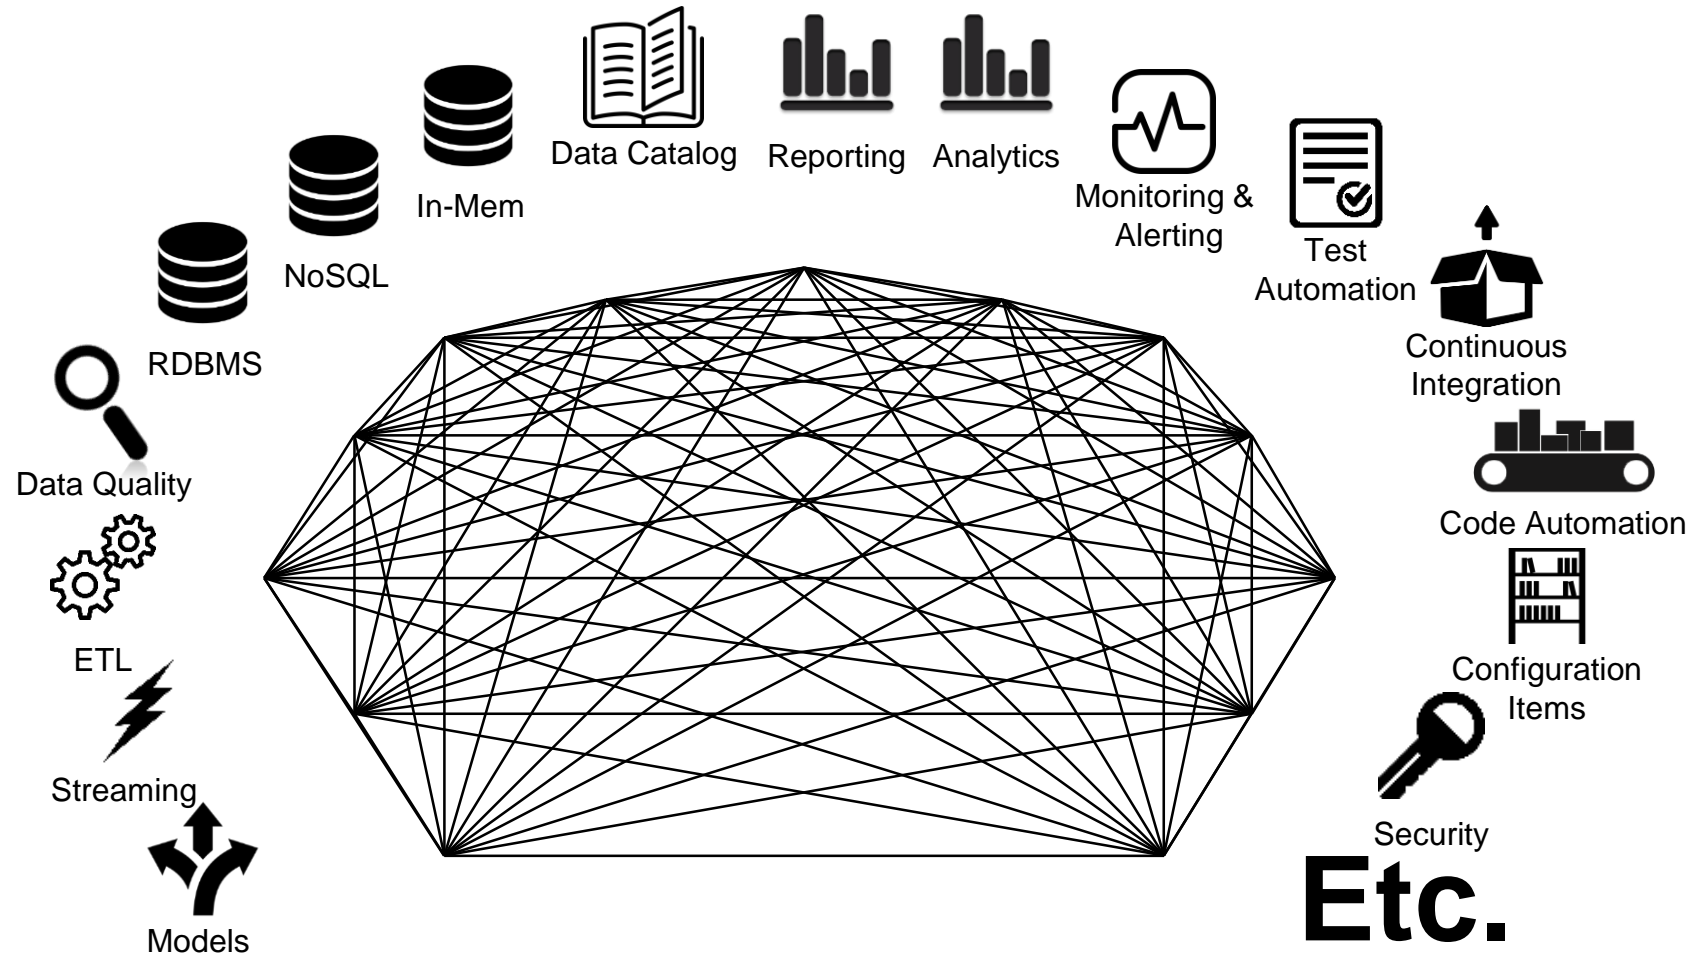 Data Catalog
Reporting
Analytics
Monitoring &
Alerting
In-Mem
Test
Automation
NoSQL
Continuous
Integration
RDBMS
Data Quality
Code Automation
ETL
Configuration
Items
Streaming
Security
Etc.
Models